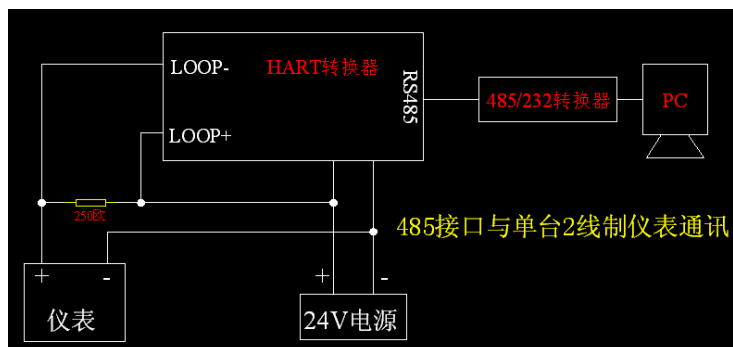 LOOP-
HART转换器
RS485
485/232转换器
PC
LOOP+
250欧
485接口与单台2线制仪表通讯
+
-
+
-
仪表
24V电源